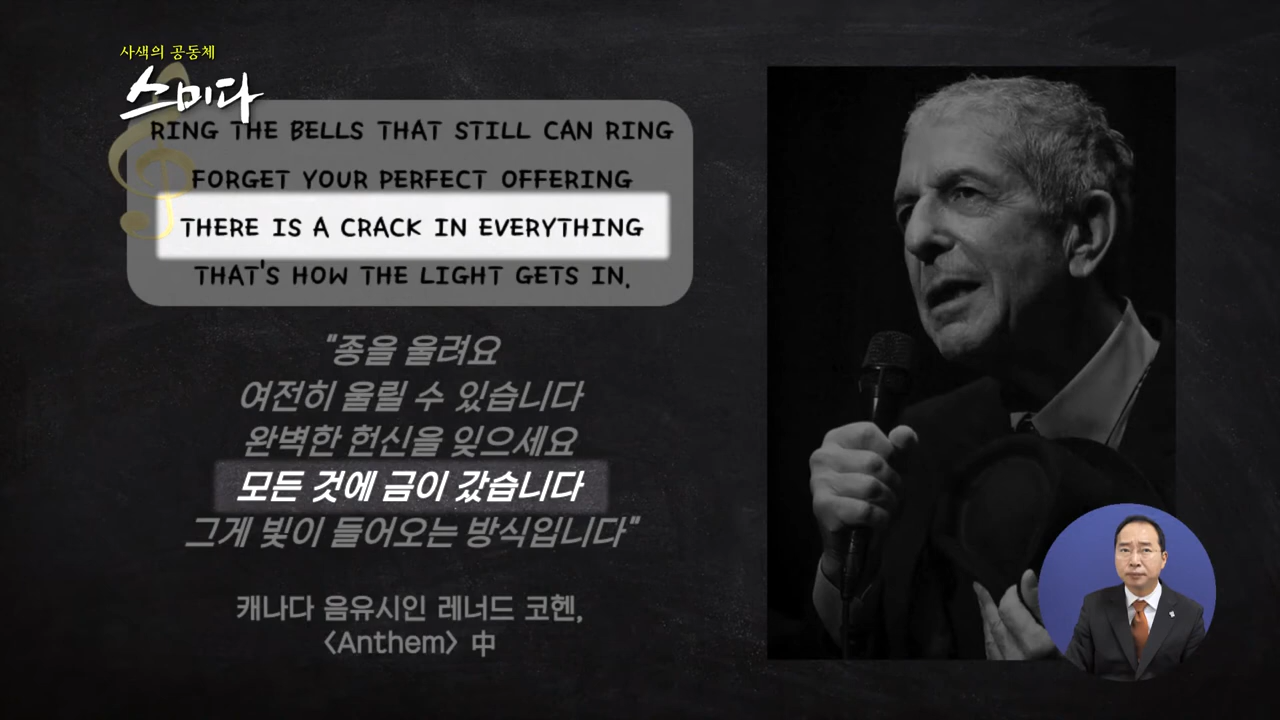 사색의 공동체
스미다
RING THE BELLS THAT STILL CAN RING
FORGET YOUR PERFECT OFFERING
THERE IS A CRACK IN EVERYTHING
THAT'S HOW THE LIGHT GETS IN.
"종을 울려요
여전히 울릴 수 있습니다
완벽한 헌신을 잊으세요
모든 것에 금이 갔습니다
그게 빛이 들어오는 방식입니다"
캐나다 음유시인 레너드 코헨,
〈Anthem〉 中